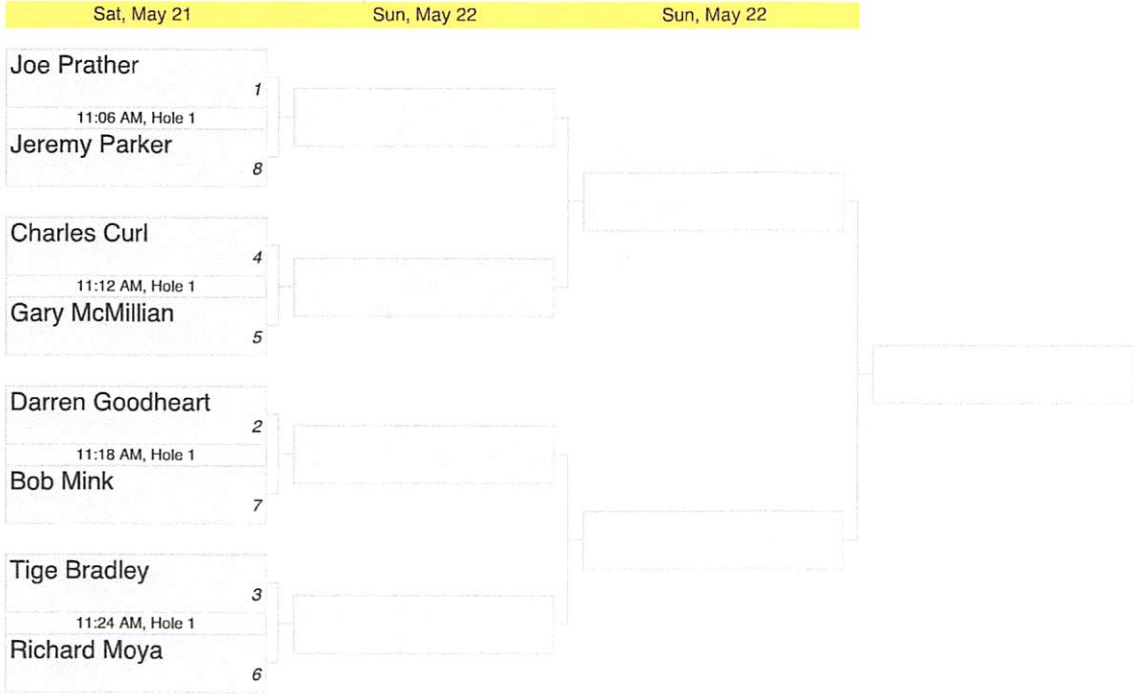 Sat, May 21 Sun, May 22 Sun, May 22
Joe Prather
1
11:06 AM, Hole 1
Jeremy Parker
8
Charles Curl
4
11:12 AM, Hole 1
Gary McMillian
5
Darren Goodheart
2
11:18 AM, Hole 1
Bob Mink
7
Tige Bradley
3
11:24 AM, Hole 1
Richard Moya
6